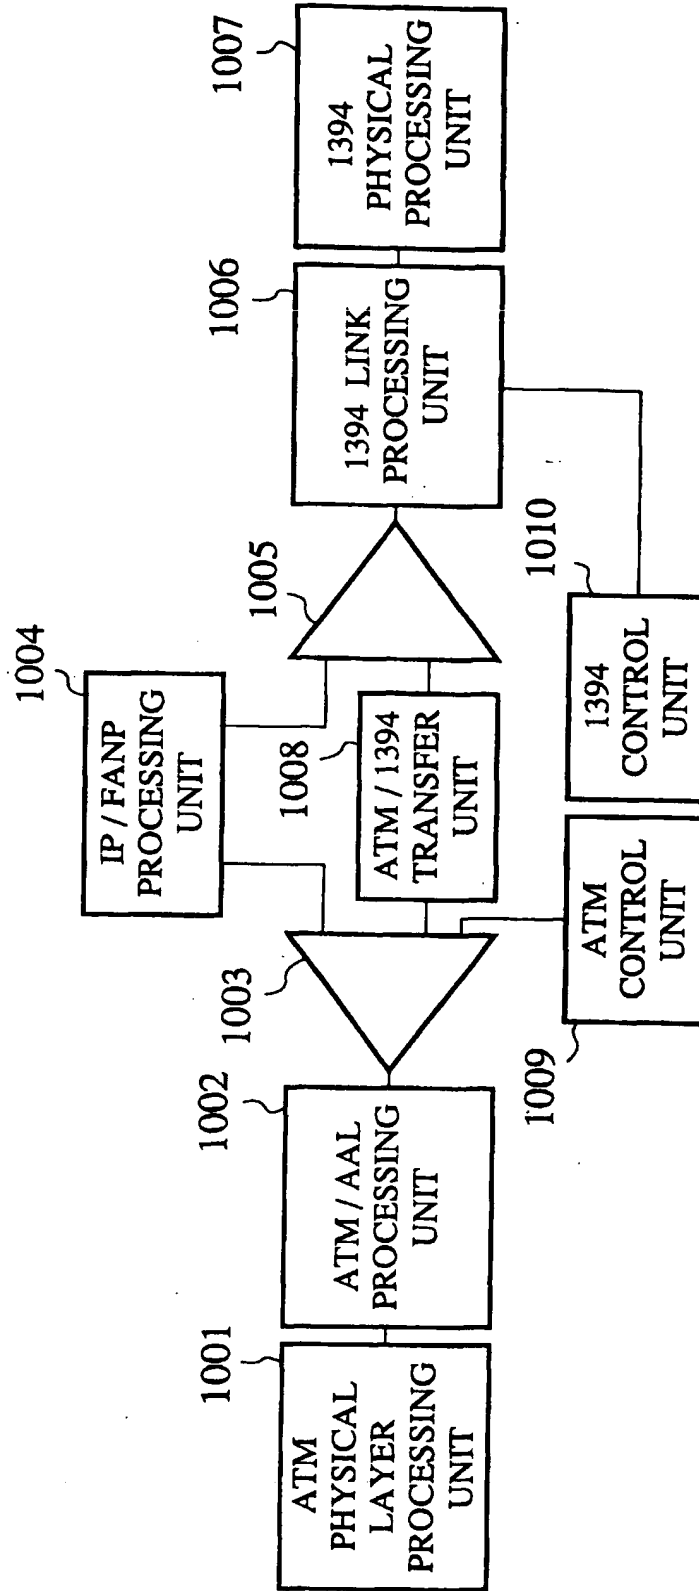 1001
ATM
PHYSICAL
LAYER
PROCESSING
UNIT
1002
ATM / AAL
PROCESSING
UNIT
1003
1004
IP / FANP
PROCESSING
UNIT
1008
ATM / 1394
TRANSFER
UNIT
1005
1006
1394 LINK
PROCESSING
UNIT
1007
1394
PHYSICAL
PROCESSING
UNIT
1009
ATM
CONTROL
UNIT
1010
1394
CONTROL
UNIT